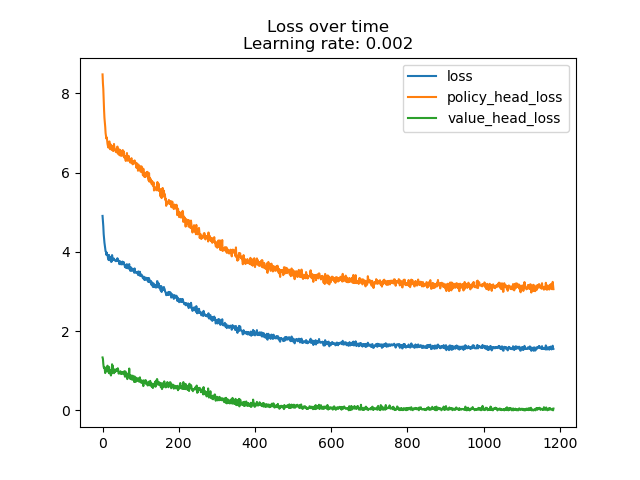 Loss over time
Learning rate: 0.002
loss
policy_head_loss
value_head_loss
8
6
4
2
0
0 200 400 600 800 1000 1200